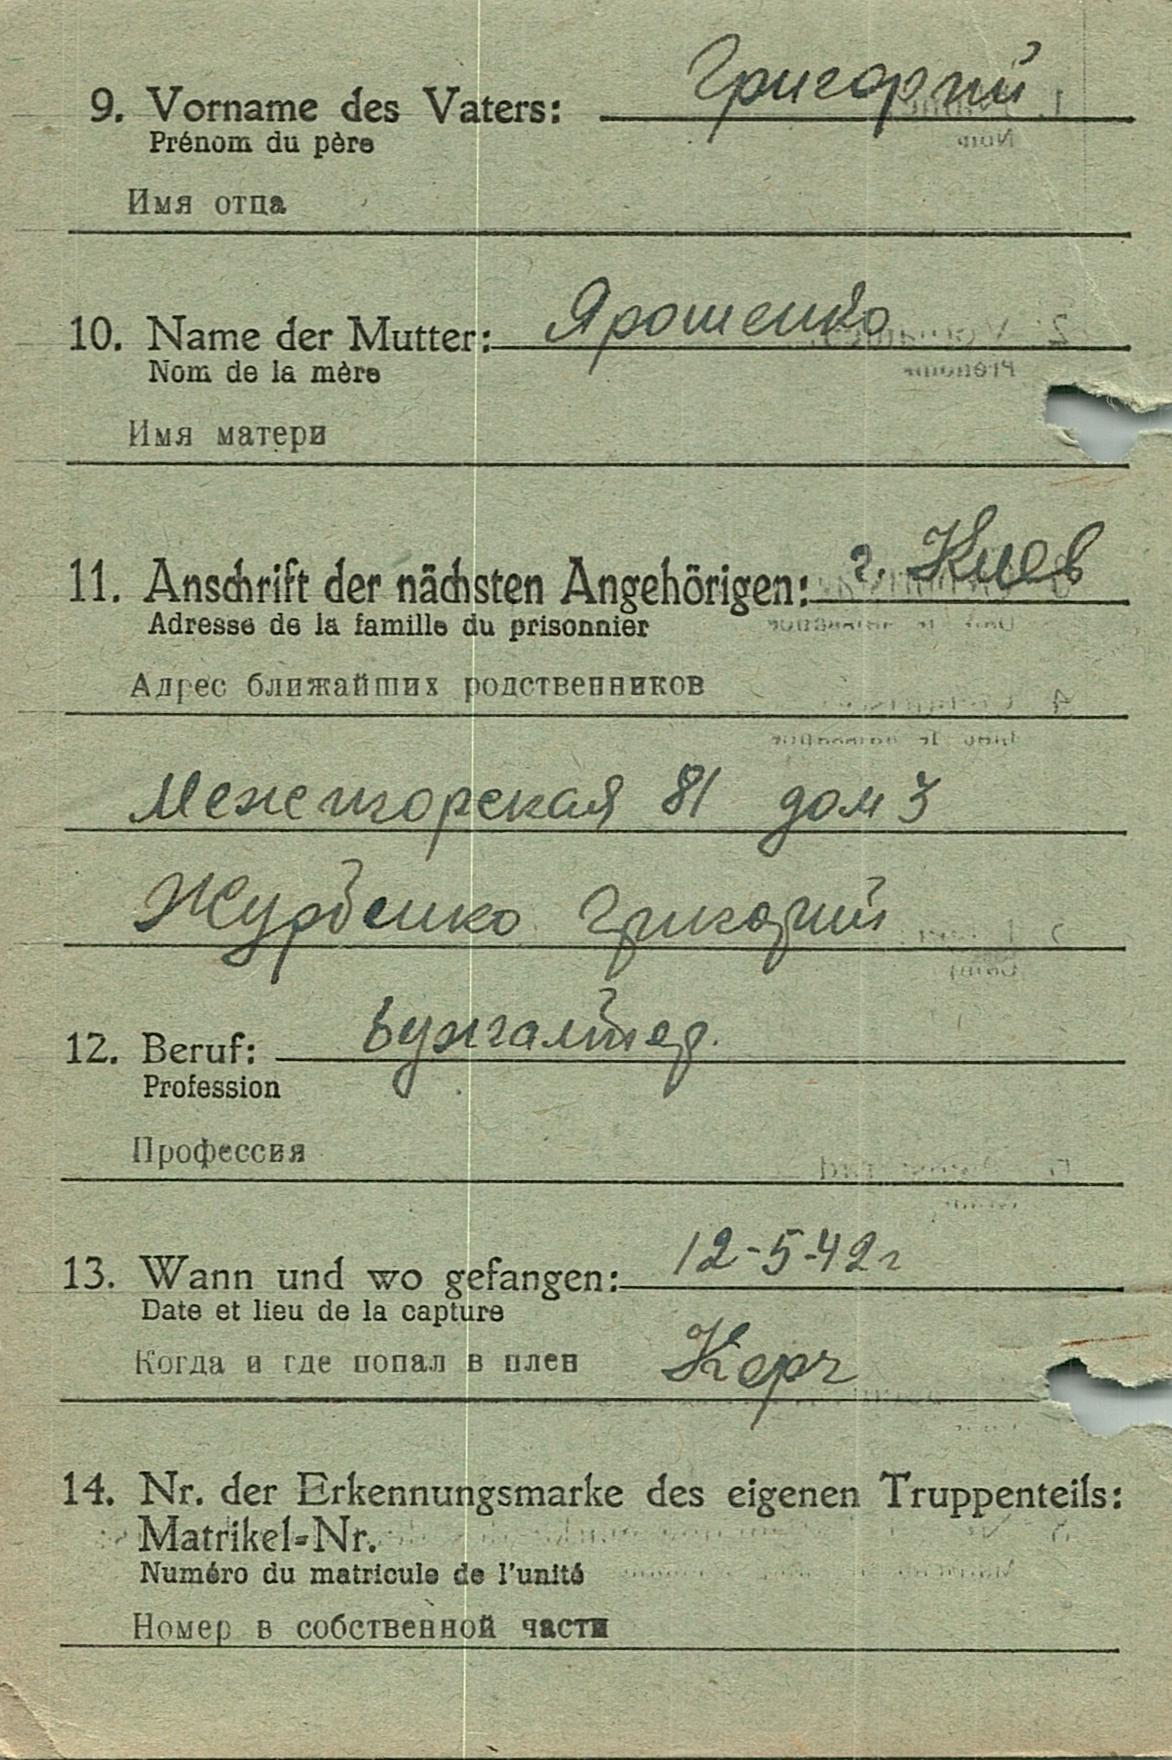 9. Vorname des Vaters: Григорий
Prénom du père
Имя отца
10. Name der Mutter: Ярошенко
Nom de la mère
Имя матери
11. Anschrift der nächsten Angehörigen: г. Киев
Adresse de la famille du prisonnier
Адрес ближайших родственников
Межигорская 81 дом 3
Журбенко Григорий
12. Beruf: Бухгалтер.
Profession
Профессия
13. Wann und wo gefangen: 12-5-42 г
Date et lieu de la capture
Когда и где попал в плен Керч
14. Nr. der Erkennungsmarke des eigenen Truppenteils:
Matrikel-Nr.
Numéro du matricule de l'unité
Номер в собственной части